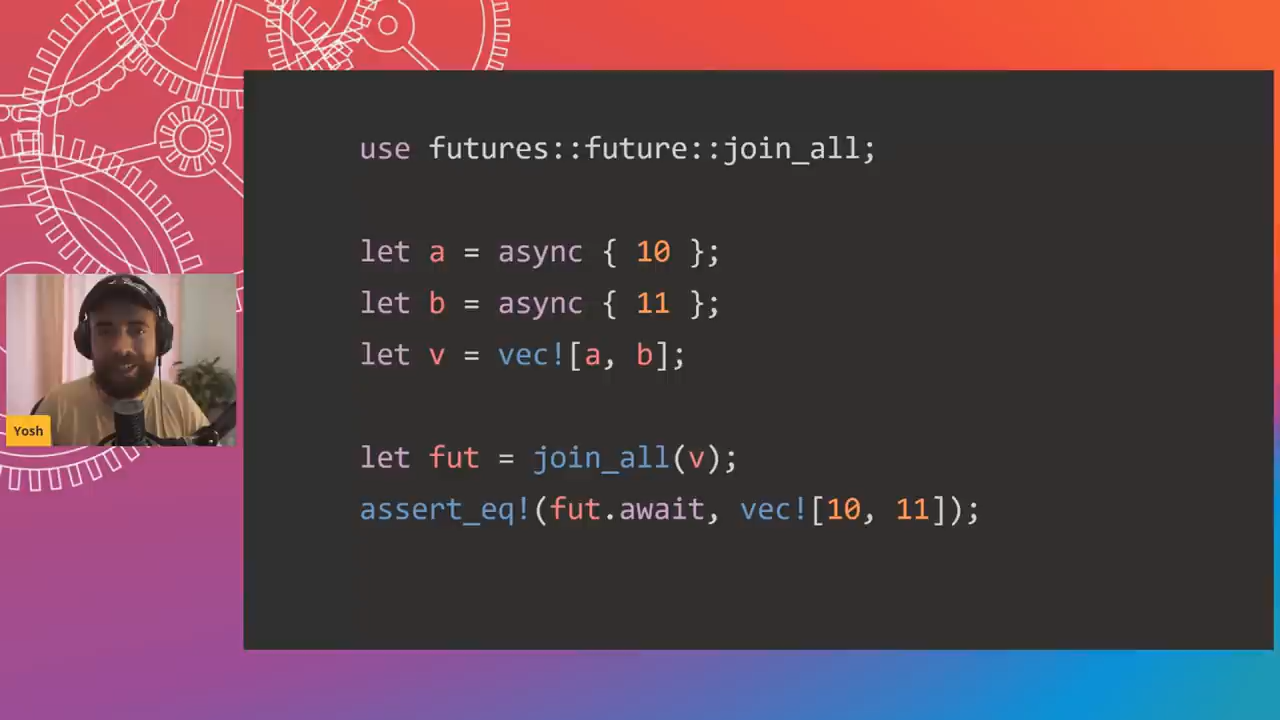 use futures::future::join_all;
let a = async { 10 };
let b = async { 11 };
let v = vec![a, b];
let fut = join_all(v);
assert_eq!(fut.await, vec![10, 11]);
Yosh